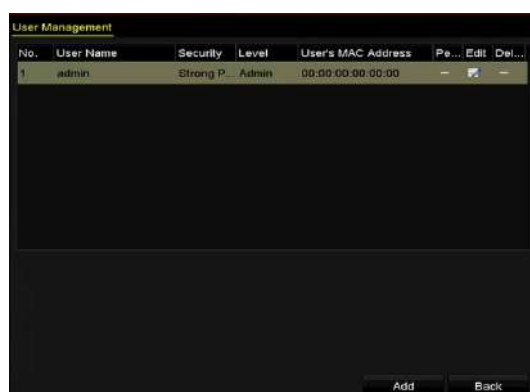 User Management
No. User Name Security Level User's MAC Address Pe... Edit Del...
1 admin Strong P... Admin 00:00:00:00:00:00 – –
Add Back